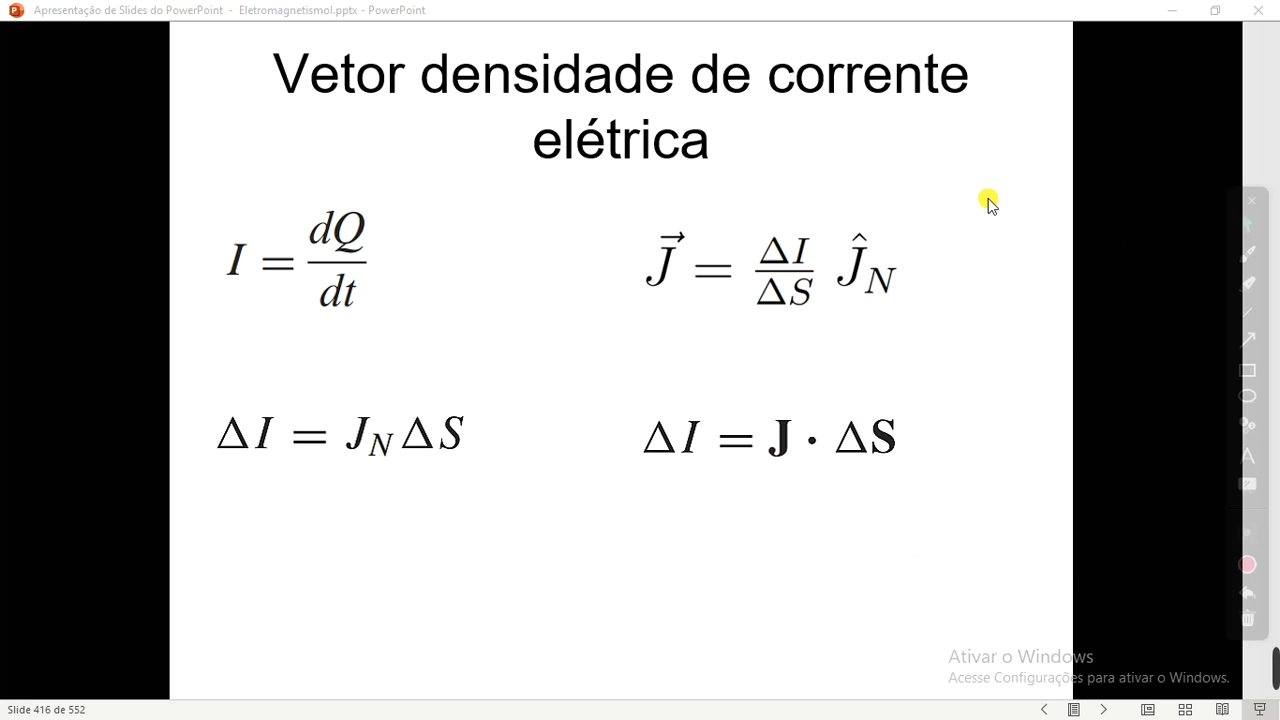 Apresentação de Slides do PowerPoint - Eletromagnetismol.pptx - PowerPoint
Vetor densidade de corrente
elétrica
I = dQ/dt
J⃗ = ΔI/ΔS Ĵ_N
ΔI = J_N ΔS
ΔI = J · ΔS
Ativar o Windows
Acesse Configurações para ativar o Windows.
Slide 416 de 552